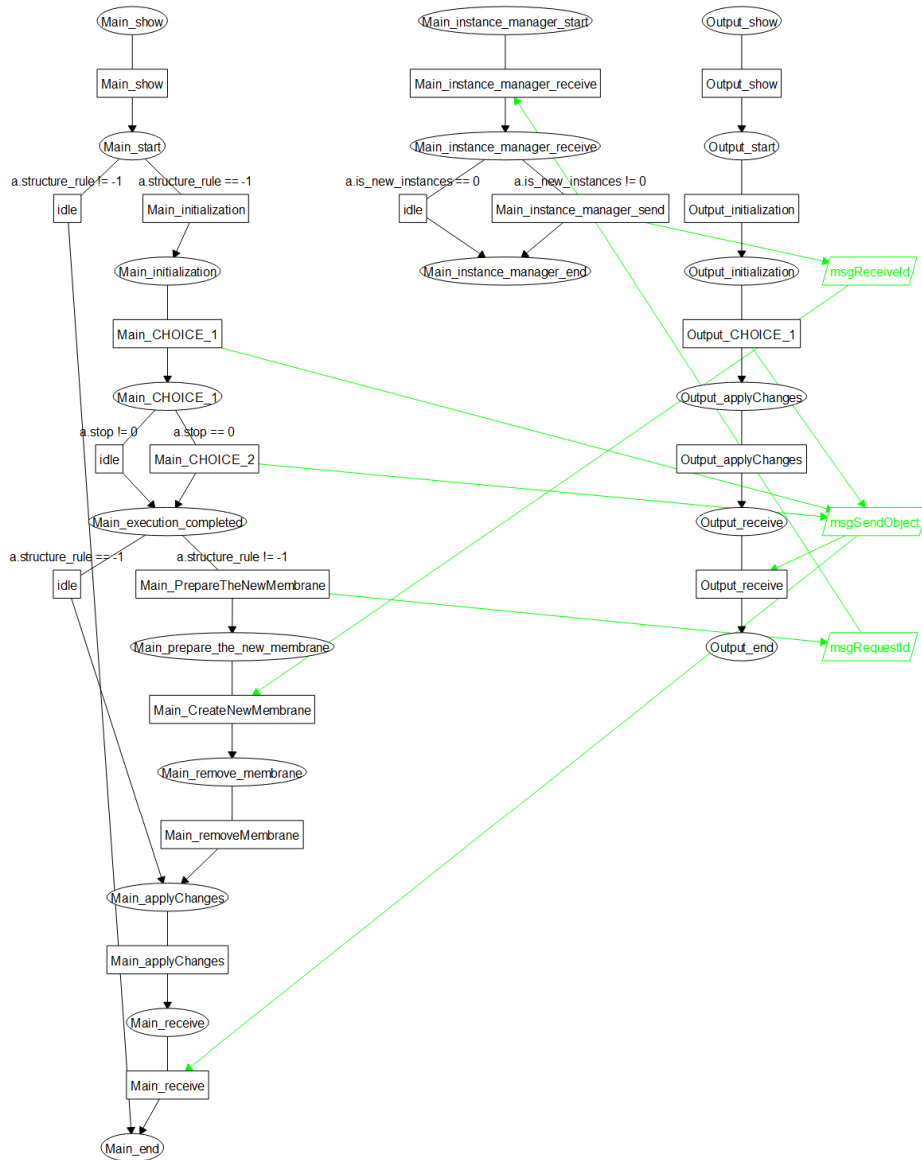 Main_show
Main_instance_manager_start
Output_show
Main_show
Main_instance_manager_receive
Output_show
Main_start
Main_instance_manager_receive
Output_start
a.structure_rule != -1
a.structure_rule == -1
a.is_new_instances == 0
a.is_new_instances != 0
idle
Main_initialization
idle
Main_instance_manager_send
Output_initialization
Main_initialization
Main_instance_manager_end
Output_initialization
msgReceiveId
Main_CHOICE_1
Output_CHOICE_1
Main_CHOICE_1
Output_applyChanges
a.stop != 0
a.stop == 0
idle
Main_CHOICE_2
Output_applyChanges
Main_execution_completed
Output_receive
msgSendObject
a.structure_rule == -1
a.structure_rule != -1
idle
Main_PrepareTheNewMembrane
Output_receive
Main_prepare_the_new_membrane
Output_end
msgRequestId
Main_CreateNewMembrane
Main_remove_membrane
Main_removeMembrane
Main_applyChanges
Main_applyChanges
Main_receive
Main_receive
Main_end